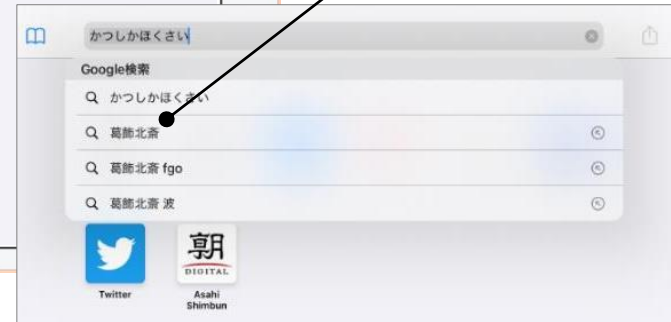 かつしかほくさい
Google検索
かつしかほくさい
葛飾北斎
葛飾北斎 fgo
葛飾北斎 波
朝
DIGITAL
Twitter
Asahi
Shimbun